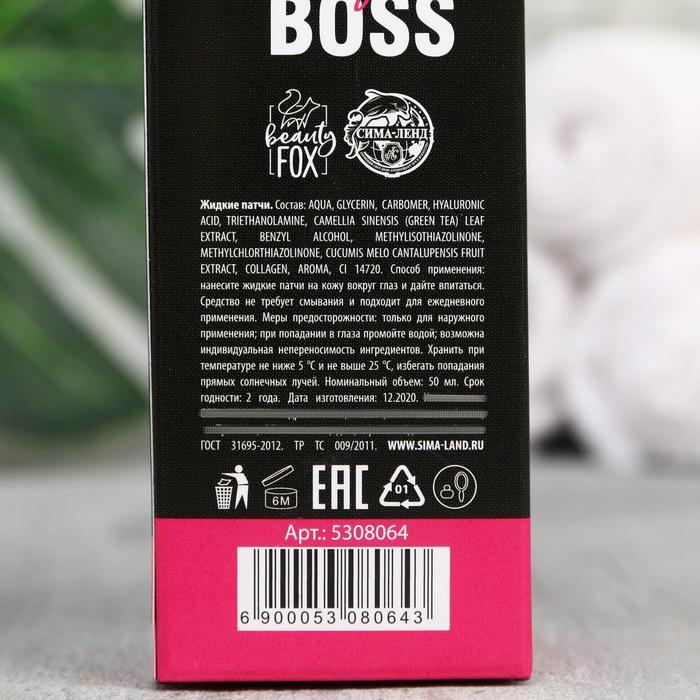 BOSS
beauty
FOX
СИМА-ЛЕНД
Жидкие патчи. Состав: AQUA, GLYCERIN, CARBOMER, HYALURONIC
ACID, TRIETHANOLAMINE, CAMELLIA SINENSIS (GREEN TEA) LEAF
EXTRACT, BENZYL ALCOHOL, METHYLISOTHIAZOLINONE,
METHYLCHLORTHIAZOLINONE, CUCUMIS MELO CANTALUPENSIS FRUIT
EXTRACT, COLLAGEN, AROMA, CI 14720. Способ применения:
нанесите жидкие патчи на кожу вокруг глаз и дайте впитаться.
Средство не требует смывания и подходит для ежедневного
применения. Меры предосторожности: только для наружного
применения; при попадании в глаза промойте водой; возможна
индивидуальная непереносимость ингредиентов. Хранить при
температуре не ниже 5 °С и не выше 25 °С, избегать попадания
прямых солнечных лучей. Номинальный объем: 50 мл. Срок
годности: 2 года. Дата изготовления: 12.2020.
ГОСТ 31695-2012. ТР ТС 009/2011. WWW.SIMA-LAND.RU
6M EAC 01
Арт.: 5308064
6 900053 080643